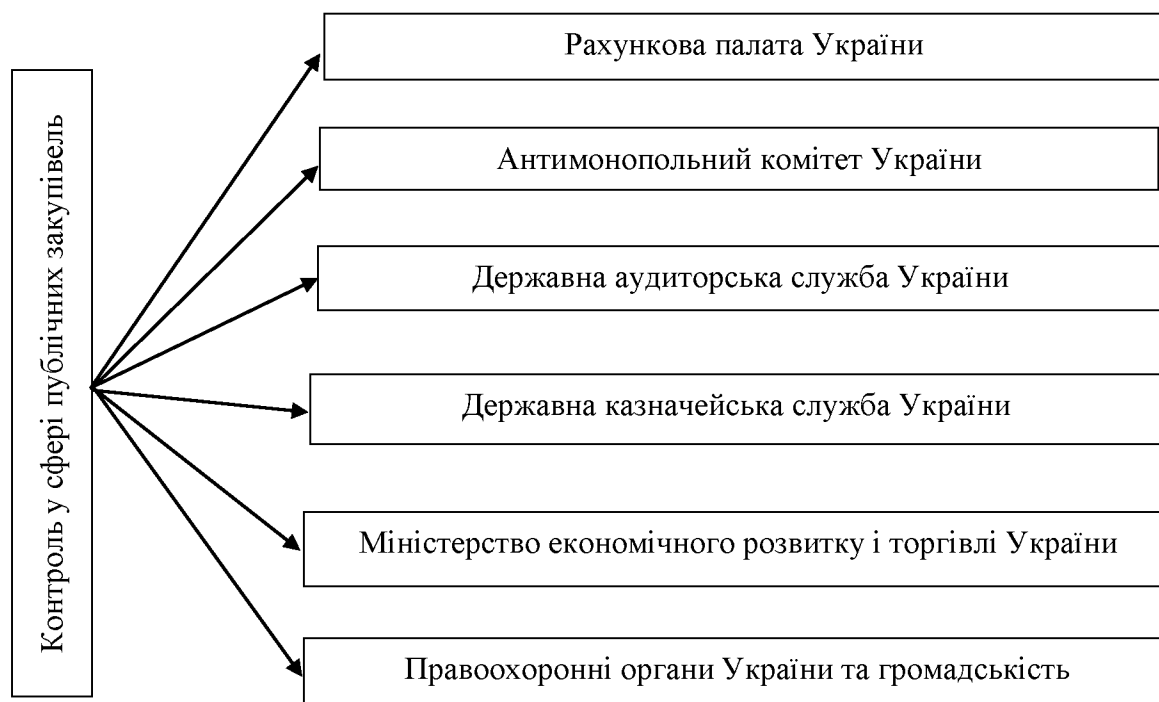 Контроль у сфері публічних закупівель
Рахункова палата України
Антимонопольний комітет України
Державна аудиторська служба України
Державна казначейська служба України
Міністерство економічного розвитку і торгівлі України
Правоохоронні органи України та громадськість